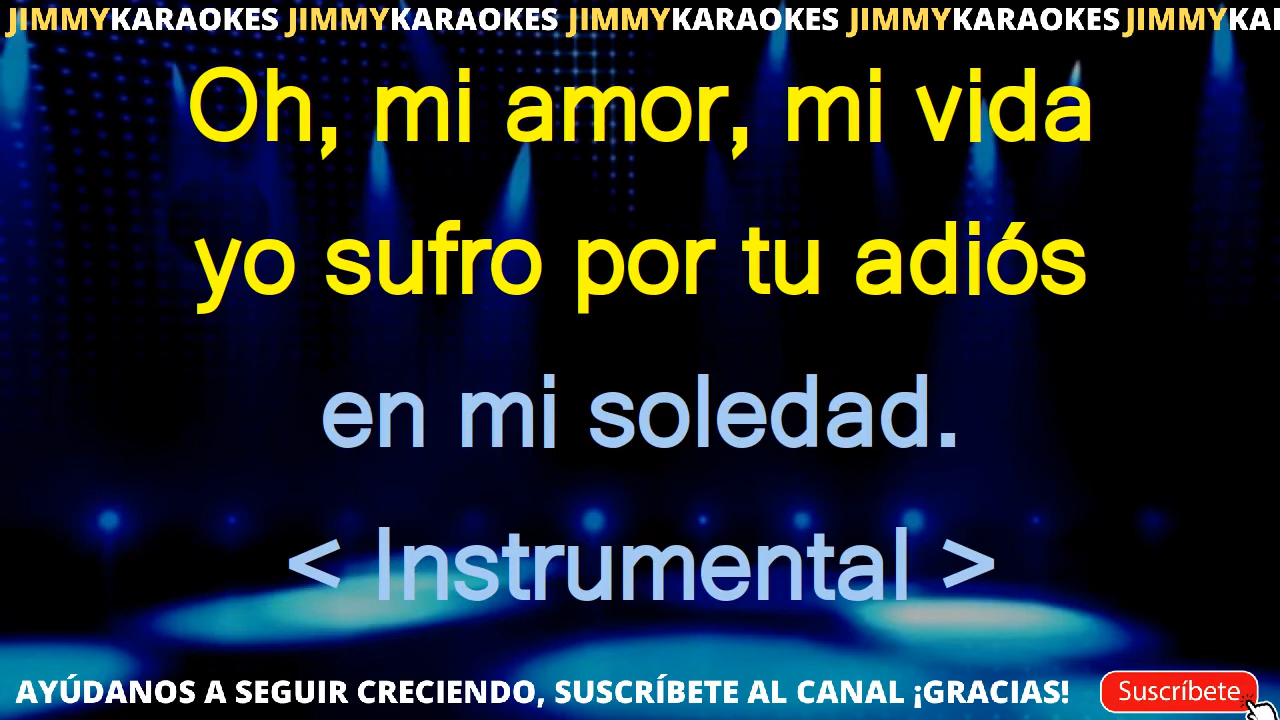 JIMMYKARAOKES JIMMYKARAOKES JIMMYKARAOKES JIMMYKARAOKES JIMMYKA
Oh, mi amor, mi vida
yo sufro por tu adiós
en mi soledad.
< Instrumental >
AYÚDANOS A SEGUIR CRECIENDO, SUSCRÍBETE AL CANAL ¡GRACIAS!
Suscríbete